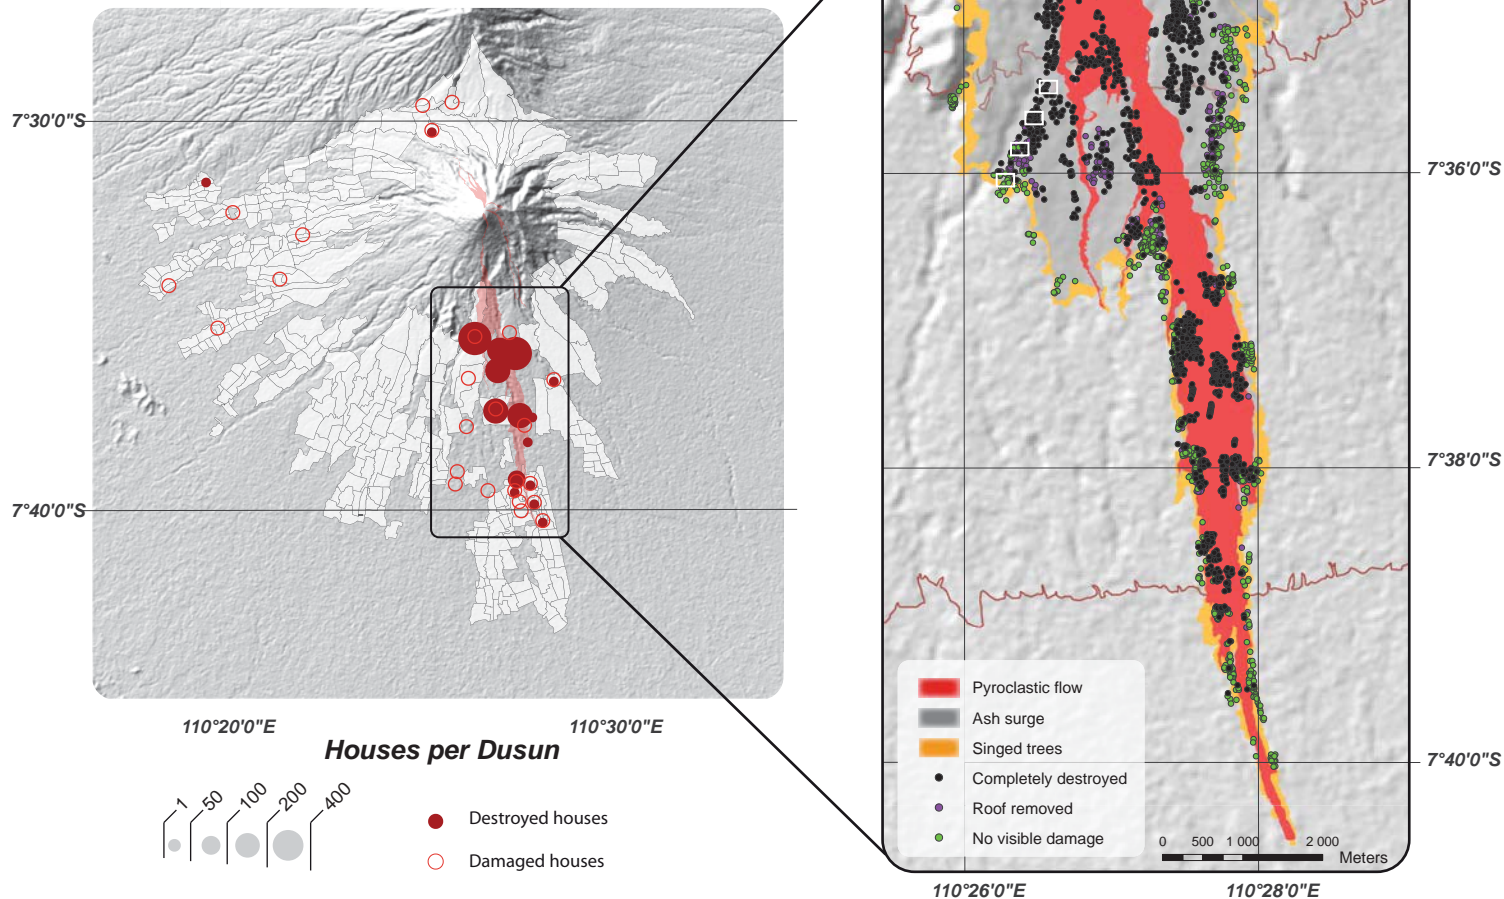 7°30'0"S
7°40'0"S
110°20'0"E
110°30'0"E
Houses per Dusun
1
50
100
200
400
Destroyed houses
Damaged houses
7°36'0"S
7°38'0"S
7°40'0"S
Pyroclastic flow
Ash surge
Singed trees
Completely destroyed
Roof removed
No visible damage
0 500 1 000 2 000
Meters
110°26'0"E
110°28'0"E